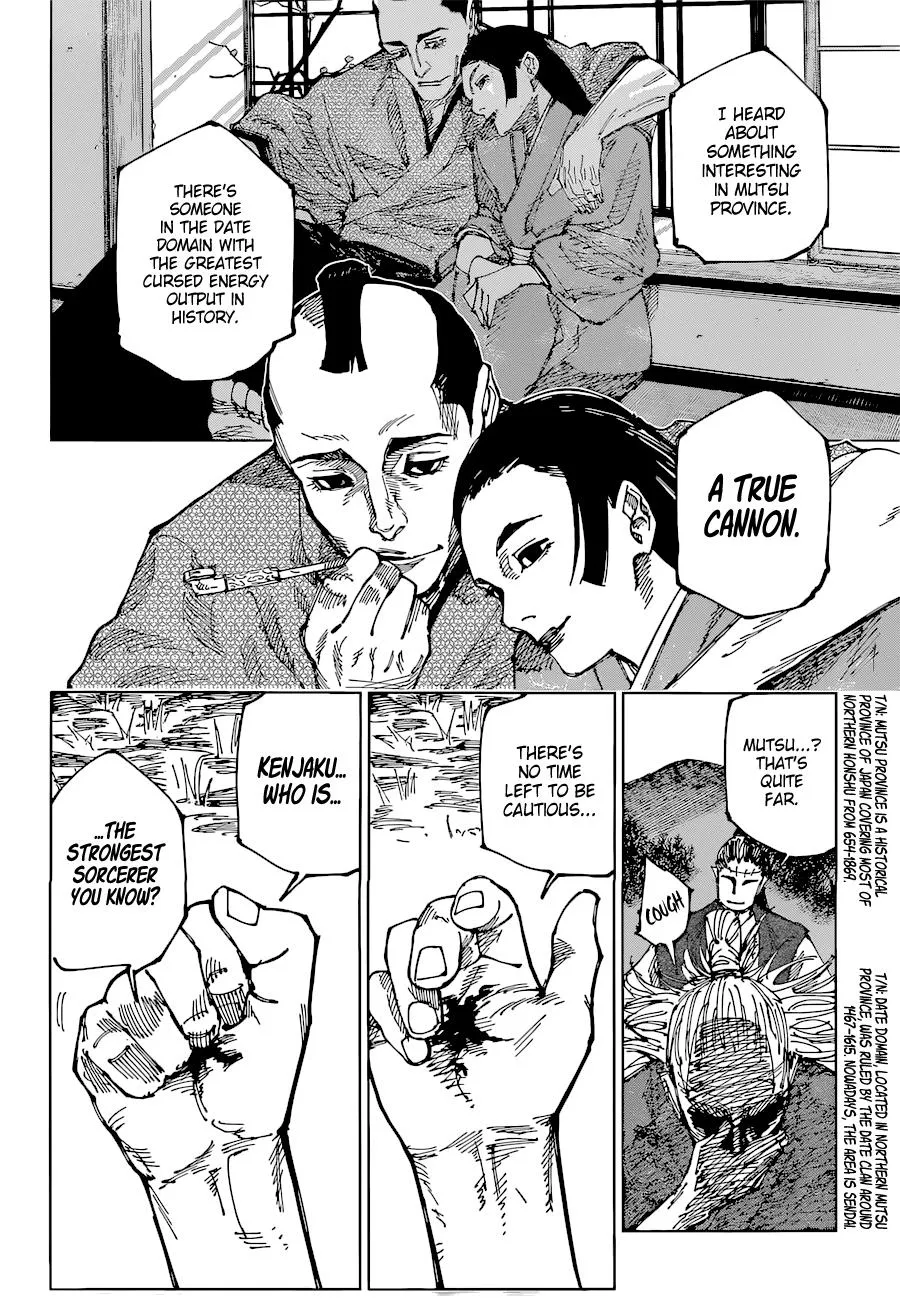 I HEARD
ABOUT
SOMETHING
INTERESTING
IN MUTSU
PROVINCE.
THERE'S
SOMEONE
IN THE DATE
DOMAIN WITH
THE GREATEST
CURSED ENERGY
OUTPUT IN
HISTORY.
A TRUE
CANNON.
MUTSU...?
THAT'S
QUITE
FAR.
COUGH
T/N: MUTSU PROVINCE IS A HISTORICAL
PROVINCE OF JAPAN COVERING MOST OF
NORTHERN HONSHU FROM 654-1869.
T/N: DATE DOMAIN, LOCATED IN NORTHERN MUTSU
PROVINCE, WAS RULED BY THE DATE CLAN AROUND
1467-1615. NOWADAYS, THE AREA IS SENDAI.
THERE'S
NO TIME
LEFT TO BE
CAUTIOUS...
KENJAKU...
WHO IS...
...THE
STRONGEST
SORCERER
YOU KNOW?